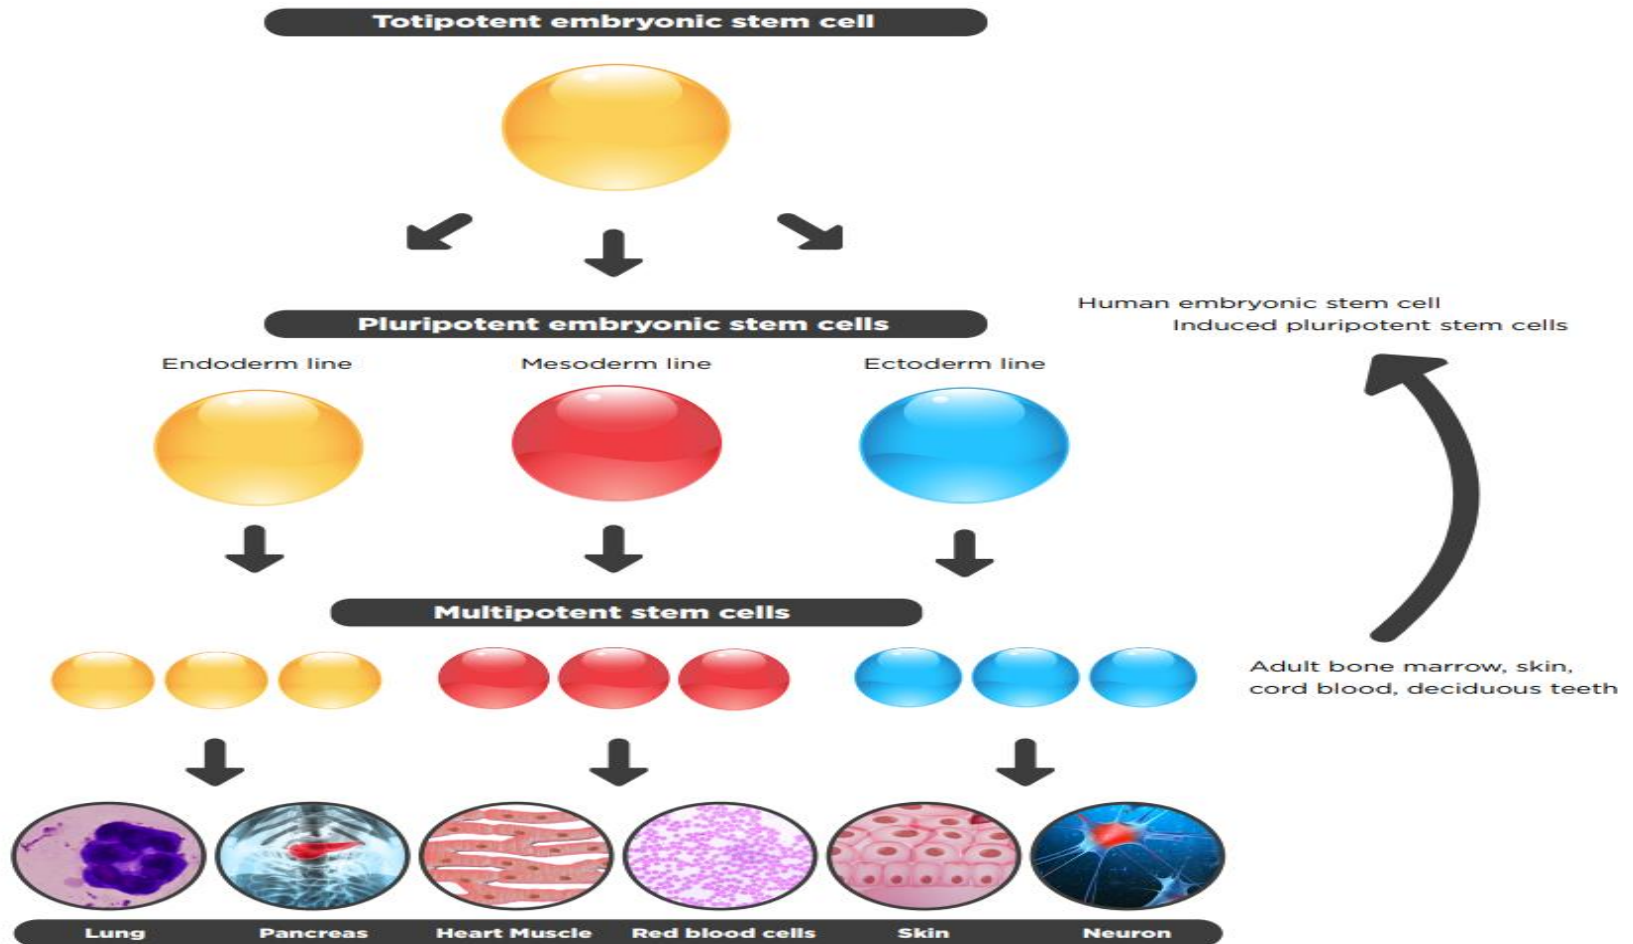 Totipotent embryonic stem cell
Human embryonic stem cell
Induced pluripotent stem cells
Pluripotent embryonic stem cells
Endoderm line
Mesoderm line
Ectoderm line
Multipotent stem cells
Adult bone marrow, skin,
cord blood, deciduous teeth
Lung
Pancreas
Heart Muscle
Red blood cells
Skin
Neuron